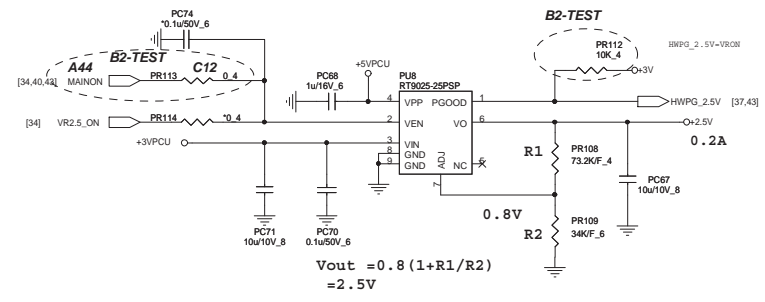 PC74
*0.1u/50V_6
B2-TEST
A44
C12
[34,40,43] MAINON
PR113
0_4
[34] VR2.5_ON
PR114
*0_4
+3VPCU
PC71
10u/10V_8
PC70
0.1u/50V_6
PC68
1u/16V_6
+5VPCU
PU8
RT9025-25PSP
4 VPP PGOOD 1
2 VEN VO 6
3 VIN
8 GND
9 GND ADJ NC 5
7
B2-TEST
PR112
10K_4
+3V
HWPG_2.5V=VRON
HWPG_2.5V [37,43]
+2.5V
0.2A
R1
PR108
73.2K/F_4
PC67
10u/10V_8
0.8V
R2
PR109
34K/F_6
Vout =0.8(1+R1/R2)
=2.5V